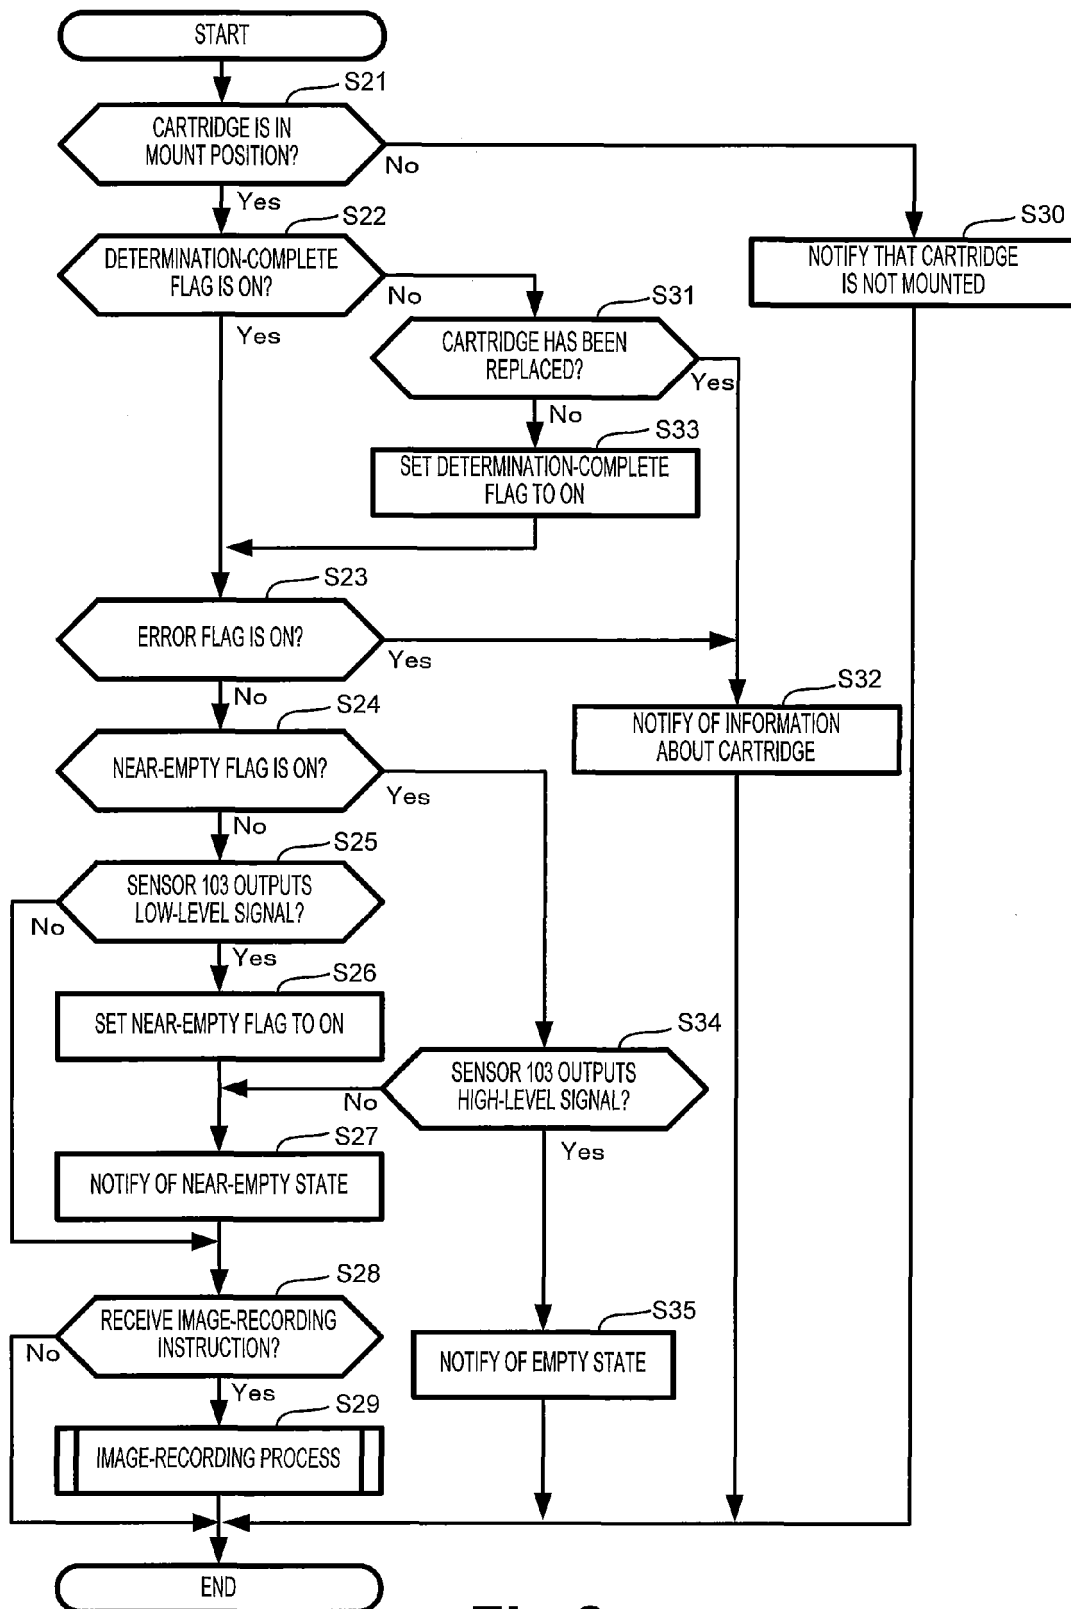 START
S21
CARTRIDGE IS IN
MOUNT POSITION?
No
Yes
S22
S30
DETERMINATION-COMPLETE
FLAG IS ON?
No
Yes
NOTIFY THAT CARTRIDGE
IS NOT MOUNTED
S31
CARTRIDGE HAS BEEN
REPLACED?
Yes
No
S33
SET DETERMINATION-COMPLETE
FLAG TO ON
S23
ERROR FLAG IS ON?
Yes
No
S32
NOTIFY OF INFORMATION
ABOUT CARTRIDGE
S24
NEAR-EMPTY FLAG IS ON?
Yes
No
S25
SENSOR 103 OUTPUTS
LOW-LEVEL SIGNAL?
No
Yes
S26
SET NEAR-EMPTY FLAG TO ON
S34
SENSOR 103 OUTPUTS
HIGH-LEVEL SIGNAL?
No
Yes
S27
NOTIFY OF NEAR-EMPTY STATE
S28
RECEIVE IMAGE-RECORDING
INSTRUCTION?
No
Yes
S35
NOTIFY OF EMPTY STATE
S29
IMAGE-RECORDING PROCESS
END